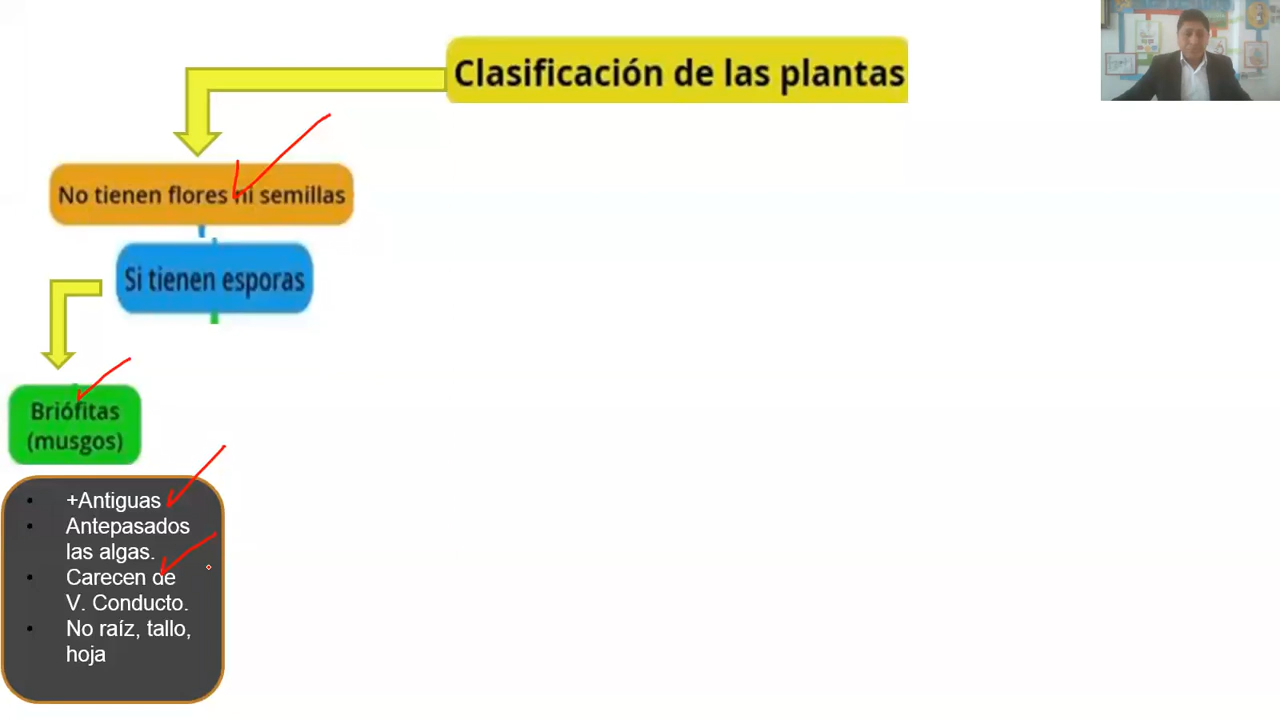 Clasificación de las plantas
No tienen flores ni semillas
Si tienen esporas
Briófitas
(musgos)
• +Antiguas
• Antepasados
las algas.
• Carecen de
V. Conducto.
• No raíz, tallo,
hoja